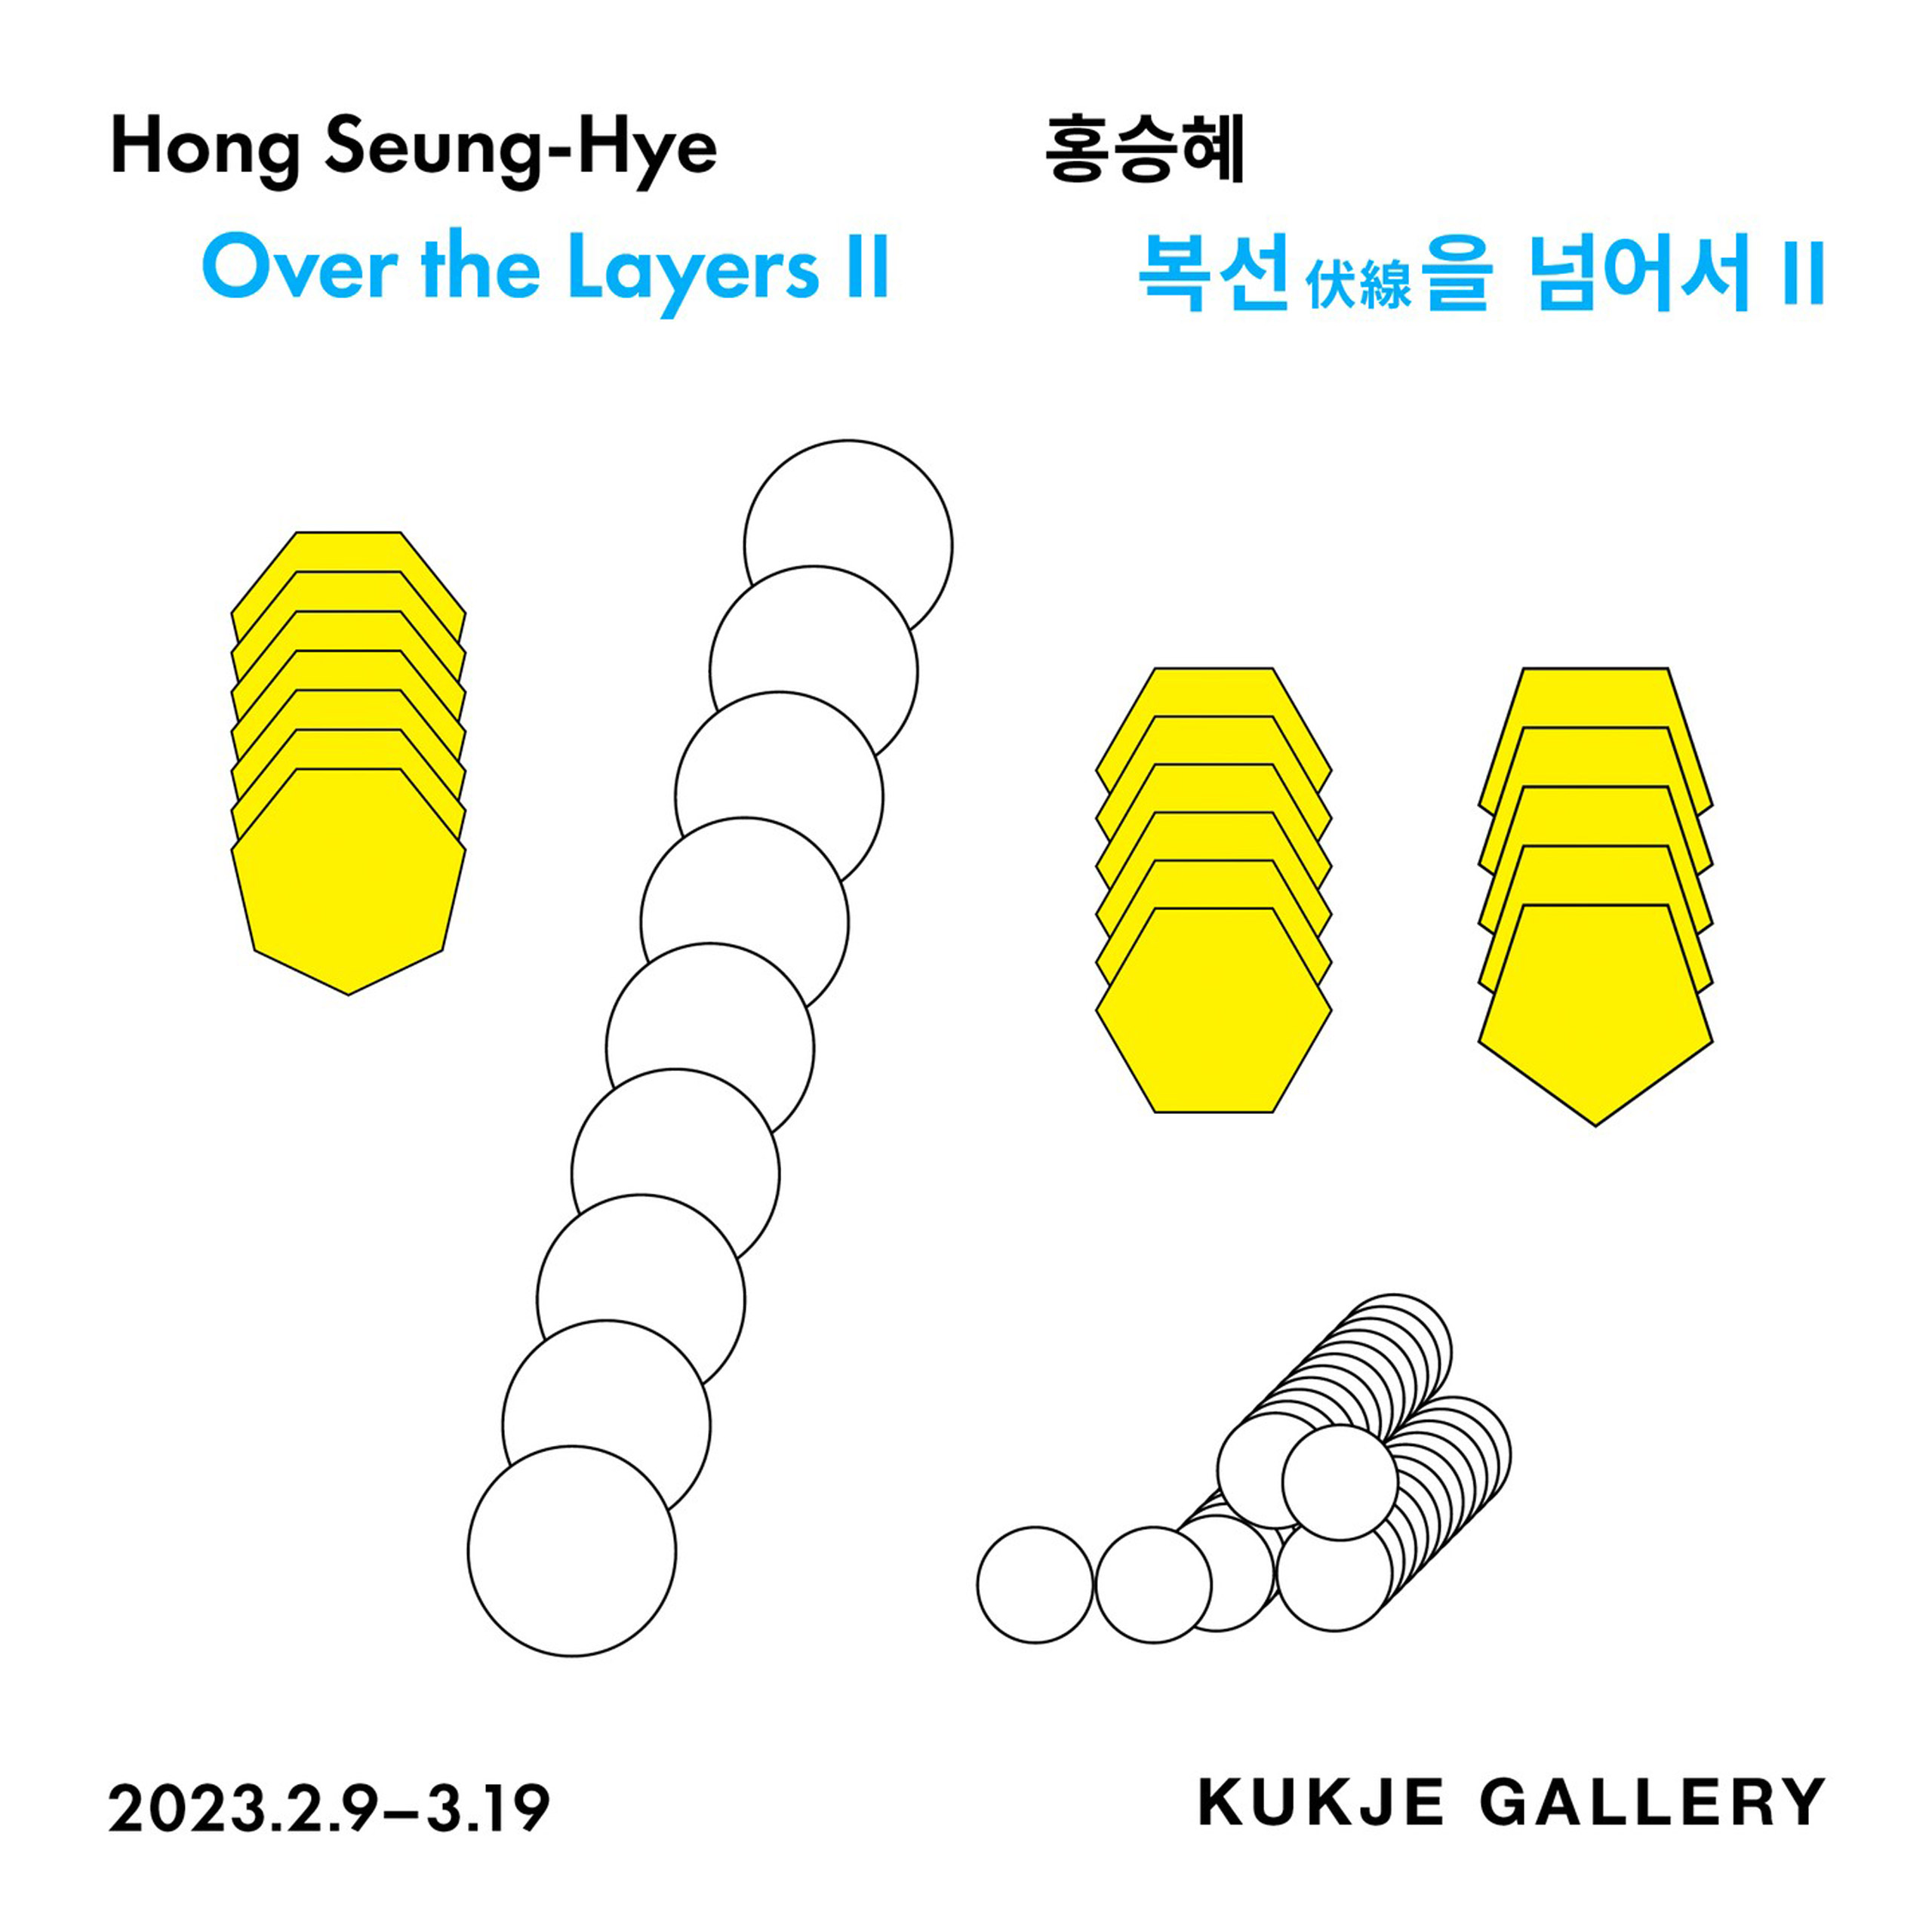 Hong Seung-Hye
Over the Layers II
홍승혜
복선伏線을 넘어서 II
2023.2.9–3.19
KUKJE GALLERY